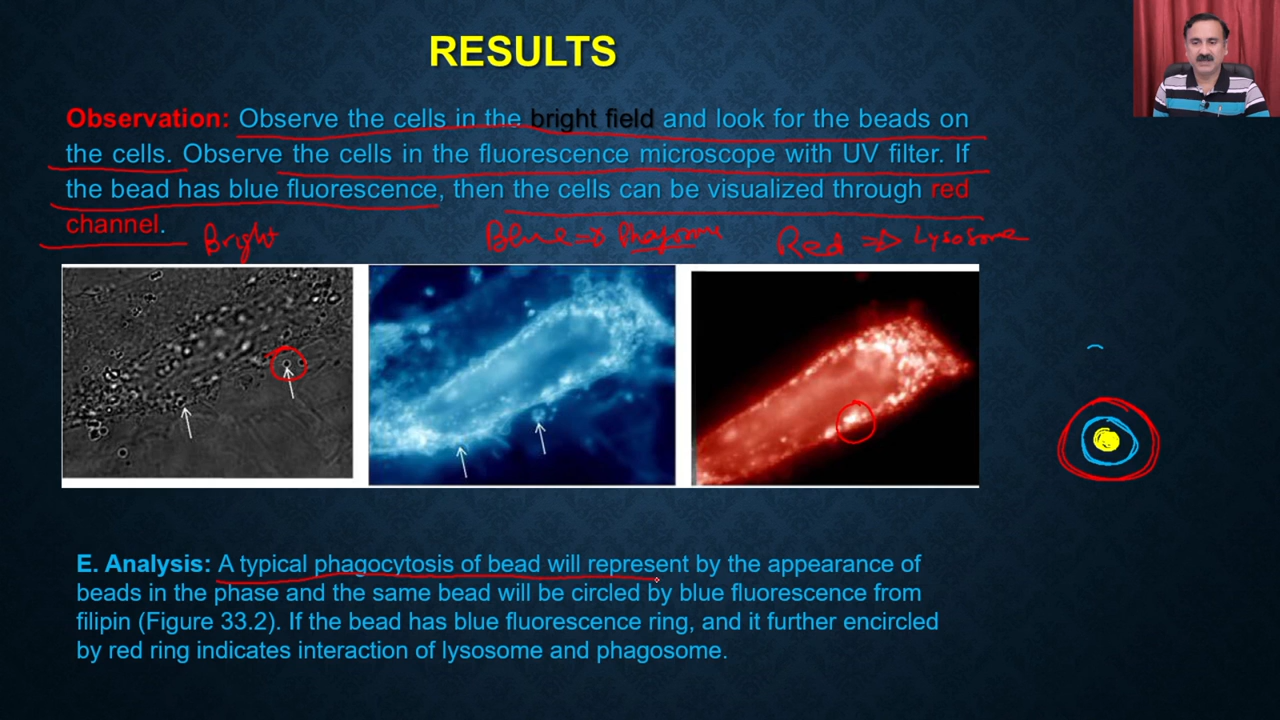 RESULTS
Observation: Observe the cells in the bright field and look for the beads on
the cells. Observe the cells in the fluorescence microscope with UV filter. If
the bead has blue fluorescence, then the cells can be visualized through red
channel.
Bright
Blue => Phagosome
Red => Lysosome
E. Analysis: A typical phagocytosis of bead will represent by the appearance of
beads in the phase and the same bead will be circled by blue fluorescence from
filipin (Figure 33.2). If the bead has blue fluorescence ring, and it further encircled
by red ring indicates interaction of lysosome and phagosome.